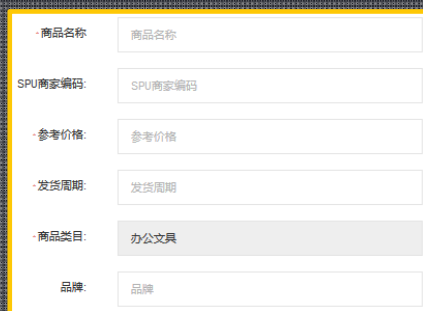 ·商品名称 商品名称
SPU商家编码: SPU商家编码
·参考价格: 参考价格
·发货周期: 发货周期
·商品类目: 办公文具
品牌: 品牌